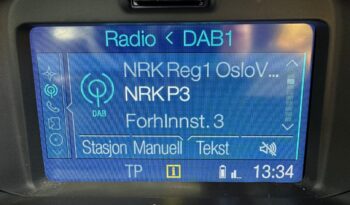 Radio < DAB1
NRK Reg1 OsloV...
NRK P3
DAB
ForhInnst. 3
Stasjon Manuell Tekst
TP i 13:34